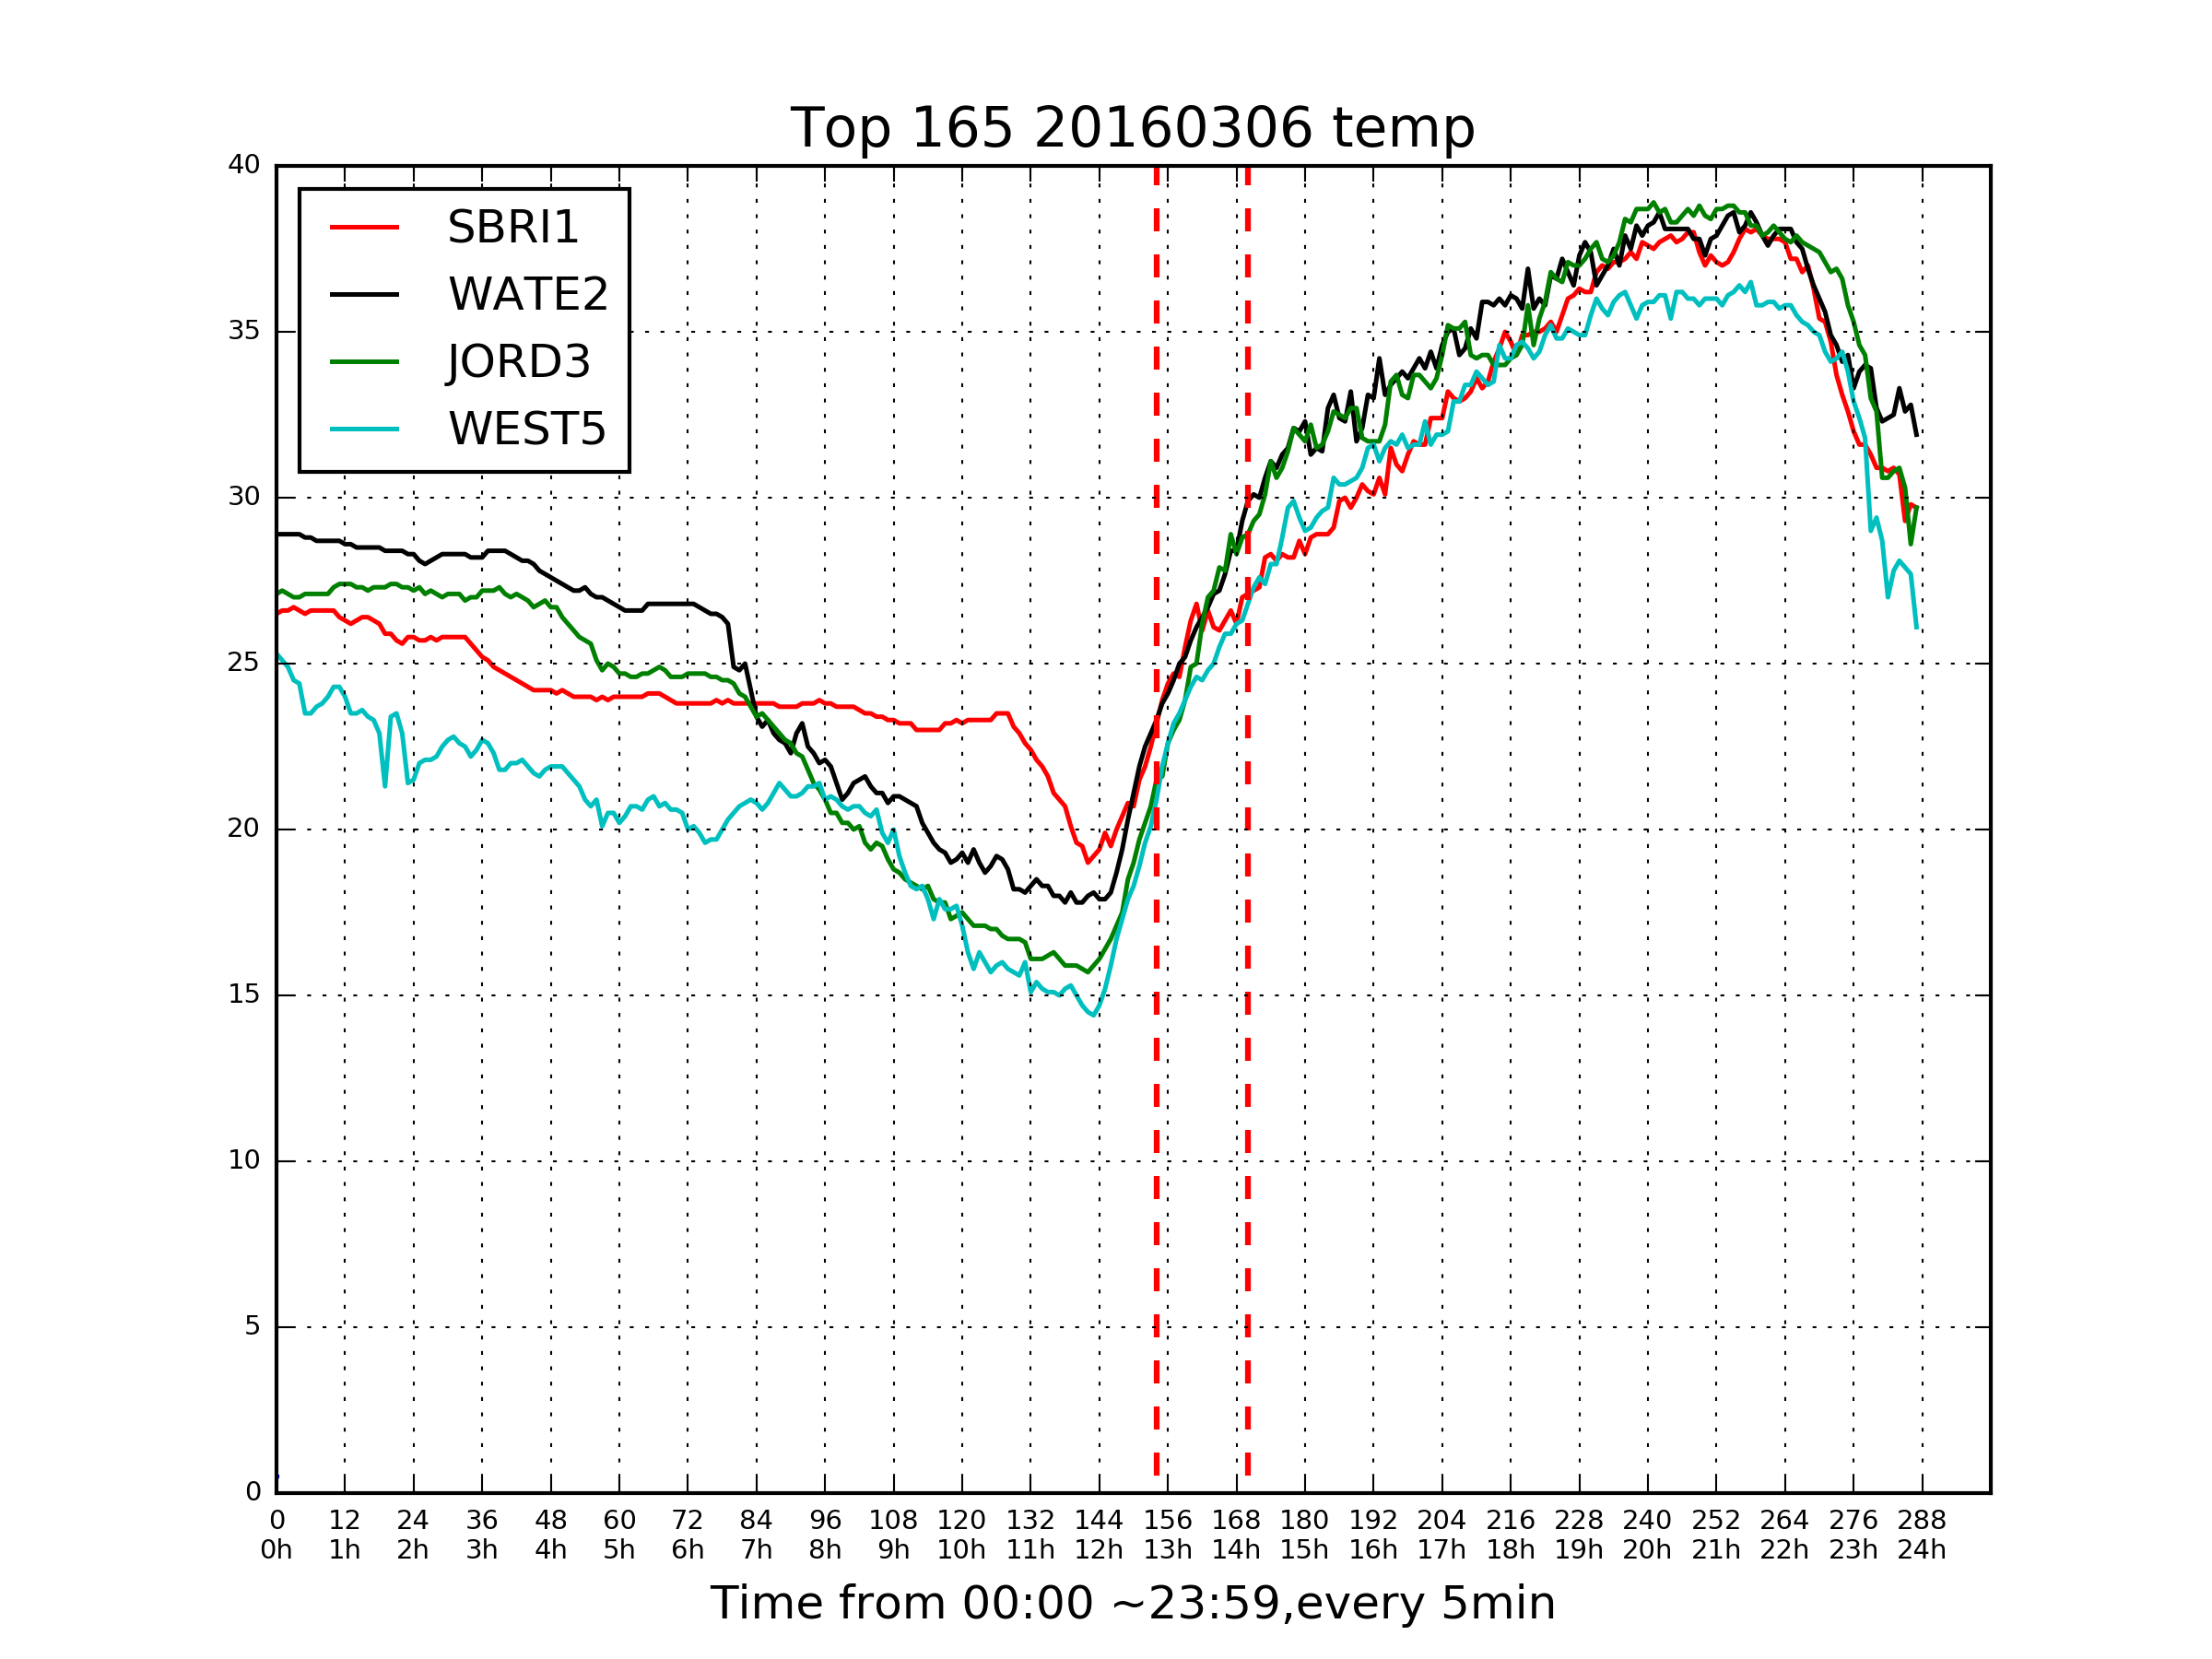 Top 165 20160306 temp
40
35
30
25
20
15
10
5
0
SBRI1
WATE2
JORD3
WEST5
0 12 24 36 48 60 72 84 96 108 120 132 144 156 168 180 192 204 216 228 240 252 264 276 288
0h 1h 2h 3h 4h 5h 6h 7h 8h 9h 10h 11h 12h 13h 14h 15h 16h 17h 18h 19h 20h 21h 22h 23h 24h
Time from 00:00 ~23:59,every 5min